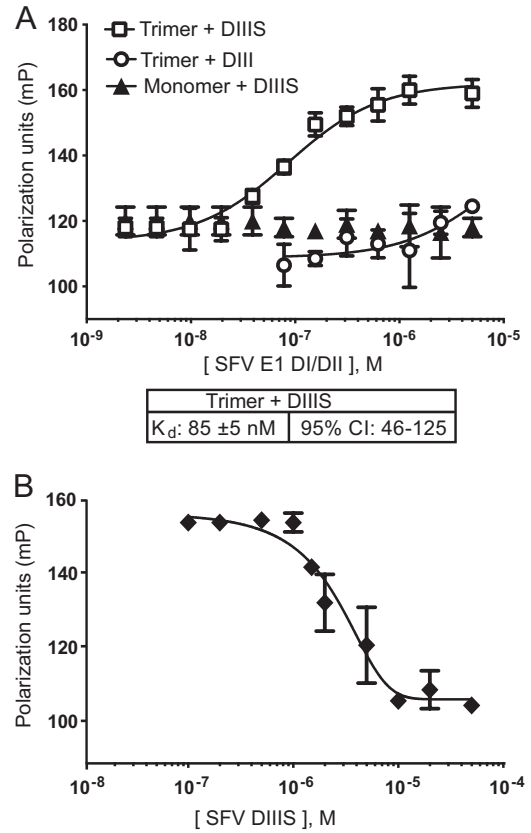 A
Trimer + DIIIS
Trimer + DIII
Monomer + DIIIS
Polarization units (mP)
180
160
140
120
100
10-9
10-8
10-7
10-6
10-5
[ SFV E1 DI/DII ], M
Trimer + DIIIS
Kd: 85 ±5 nM 95% CI: 46-125
B
Polarization units (mP)
160
140
120
100
10-8
10-7
10-6
10-5
10-4
[ SFV DIIIS ], M